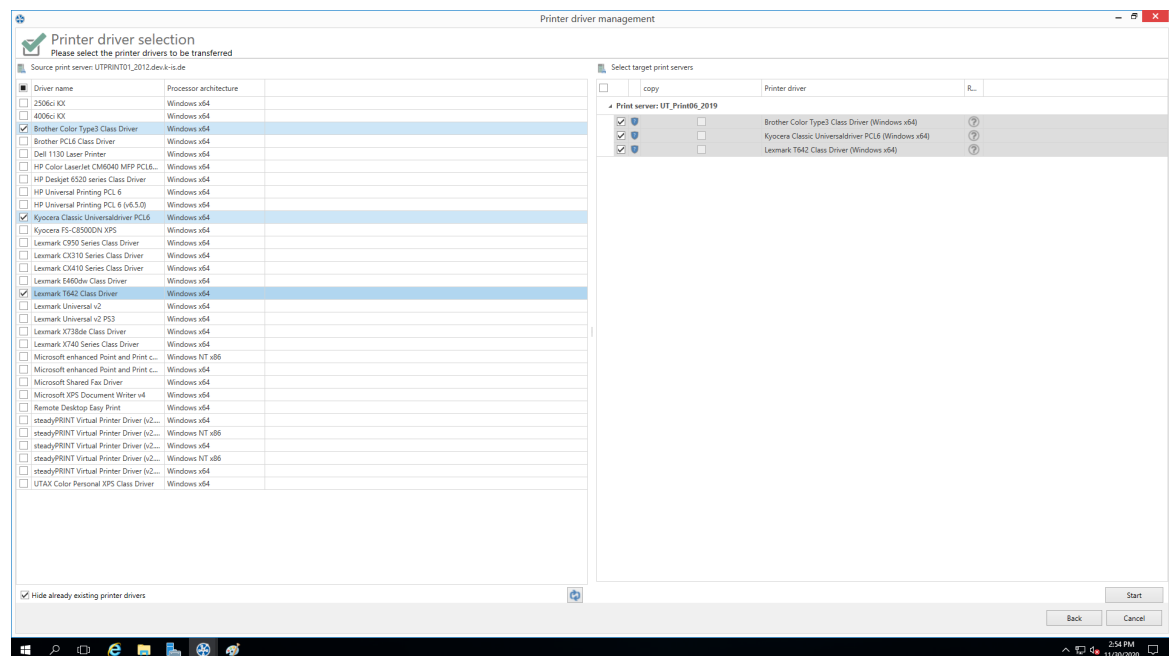 Printer driver management
Printer driver selection
Please select the printer drivers to be transferred
Source print server: UTPRINT01_2012.dev.k-is.de
Select target print servers
Driver name Processor architecture
2506ci KX Windows x64
4006ci KX Windows x64
Brother Color Type3 Class Driver Windows x64
Brother PCL6 Class Driver Windows x64
Dell 1130 Laser Printer Windows x64
HP Color LaserJet CM6040 MFP PCL6... Windows x64
HP Deskjet 6520 series Class Driver Windows x64
HP Universal Printing PCL 6 Windows x64
HP Universal Printing PCL 6 (v6.5.0) Windows x64
Kyocera Classic Universaldriver PCL6 Windows x64
Kyocera FS-C8500DN XPS Windows x64
Lexmark C950 Series Class Driver Windows x64
Lexmark CX310 Series Class Driver Windows x64
Lexmark CX410 Series Class Driver Windows x64
Lexmark E460dw Class Driver Windows x64
Lexmark T642 Class Driver Windows x64
Lexmark Universal v2 Windows x64
Lexmark Universal v2 PS3 Windows x64
Lexmark X738de Class Driver Windows x64
Lexmark X740 Series Class Driver Windows x64
Microsoft enhanced Point and Print c... Windows NT x86
Microsoft enhanced Point and Print c... Windows x64
Microsoft Shared Fax Driver Windows x64
Microsoft XPS Document Writer v4 Windows x64
Remote Desktop Easy Print Windows x64
steadyPRINT Virtual Printer Driver (v2.... Windows x64
steadyPRINT Virtual Printer Driver (v2.... Windows NT x86
steadyPRINT Virtual Printer Driver (v2.... Windows x64
steadyPRINT Virtual Printer Driver (v2.... Windows NT x86
steadyPRINT Virtual Printer Driver (v2.... Windows x64
UTAX Color Personal XPS Class Driver Windows x64
Hide already existing printer drivers
copy Printer driver R...
Print server: UT_Print06_2019
Brother Color Type3 Class Driver (Windows x64)
Kyocera Classic Universaldriver PCL6 (Windows x64)
Lexmark T642 Class Driver (Windows x64)
Start
Back Cancel
2:54 PM
11/30/2020